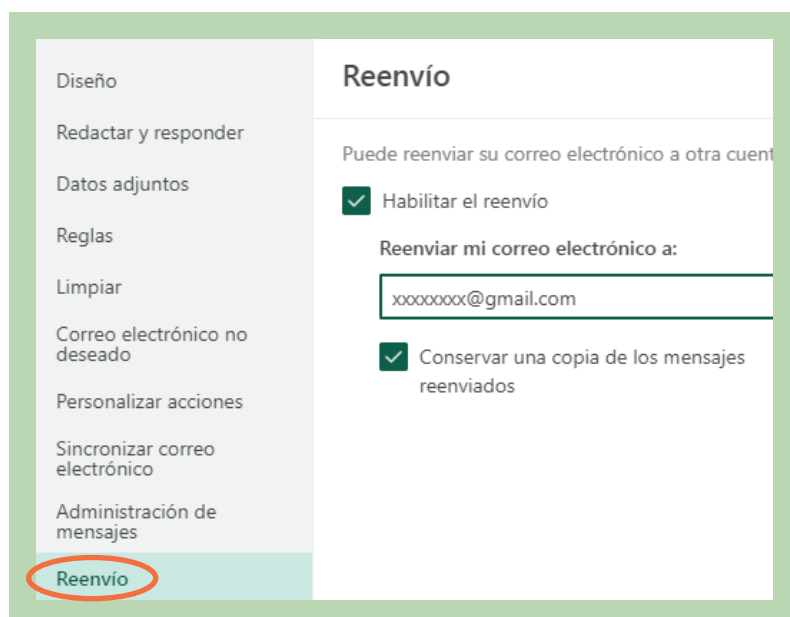 Diseño
Redactar y responder
Datos adjuntos
Reglas
Limpiar
Correo electrónico no
deseado
Personalizar acciones
Sincronizar correo
electrónico
Administración de
mensajes
Reenvío
Reenvío
Puede reenviar su correo electrónico a otra cuent
Habilitar el reenvío
Reenviar mi correo electrónico a:
xxxxxxxx@gmail.com
Conservar una copia de los mensajes
reenviados